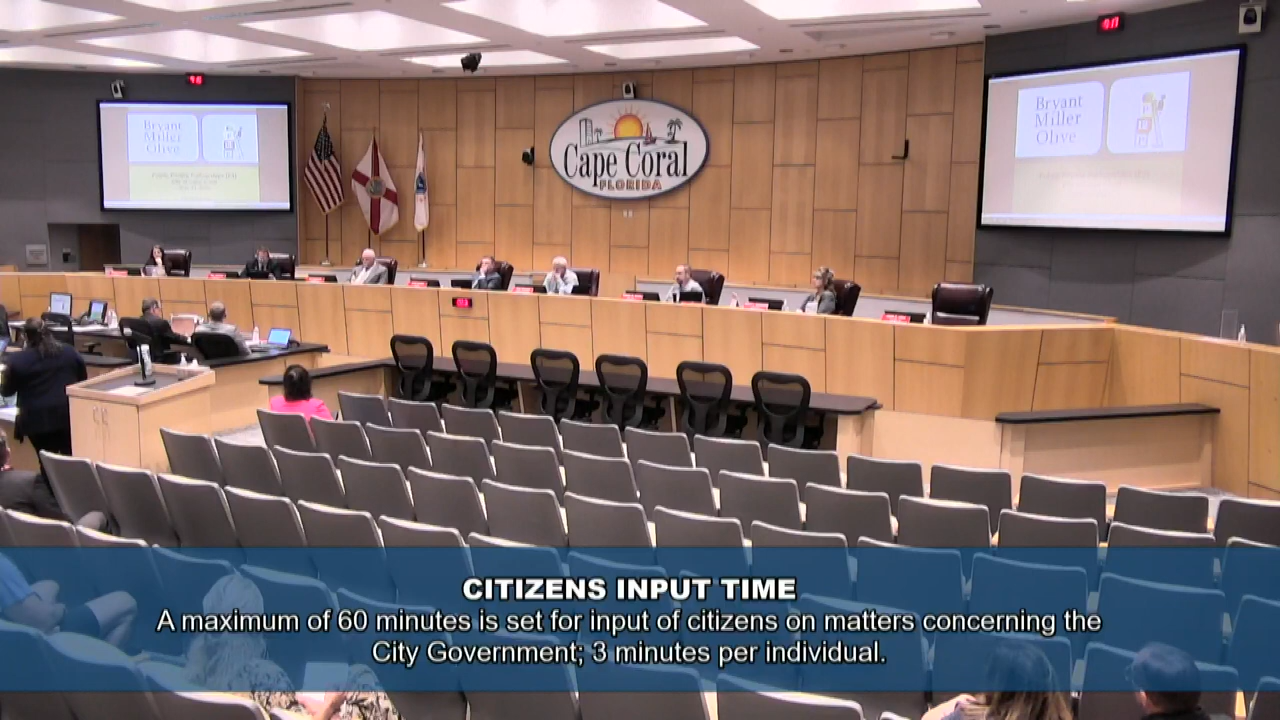 Bryant
Miller
Olive
Cape Coral
FLORIDA
Bryant
Miller
Olive
CITIZENS INPUT TIME
A maximum of 60 minutes is set for input of citizens on matters concerning the
City Government; 3 minutes per individual.